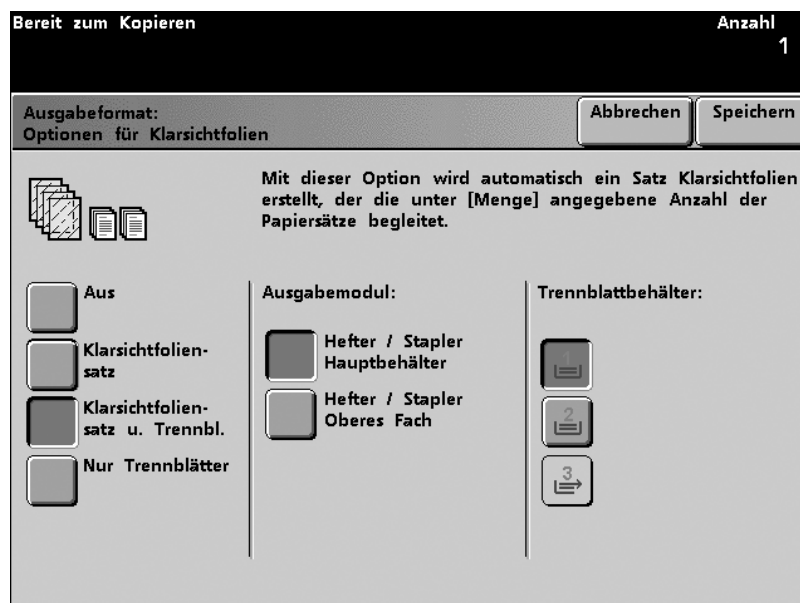 Bereit zum Kopieren
Anzahl
1
Ausgabeformat:
Optionen für Klarsichtfolien
Abbrechen
Speichern
Mit dieser Option wird automatisch ein Satz Klarsichtfolien
erstellt, der die unter [Menge] angegebene Anzahl der
Papiersätze begleitet.
Aus
Klarsichtfolien-
satz
Klarsichtfolien-
satz u. Trennbl.
Nur Trennblätter
Ausgabemodul:
Hefter / Stapler
Hauptbehälter
Hefter / Stapler
Oberes Fach
Trennblattbehälter:
1
2
3